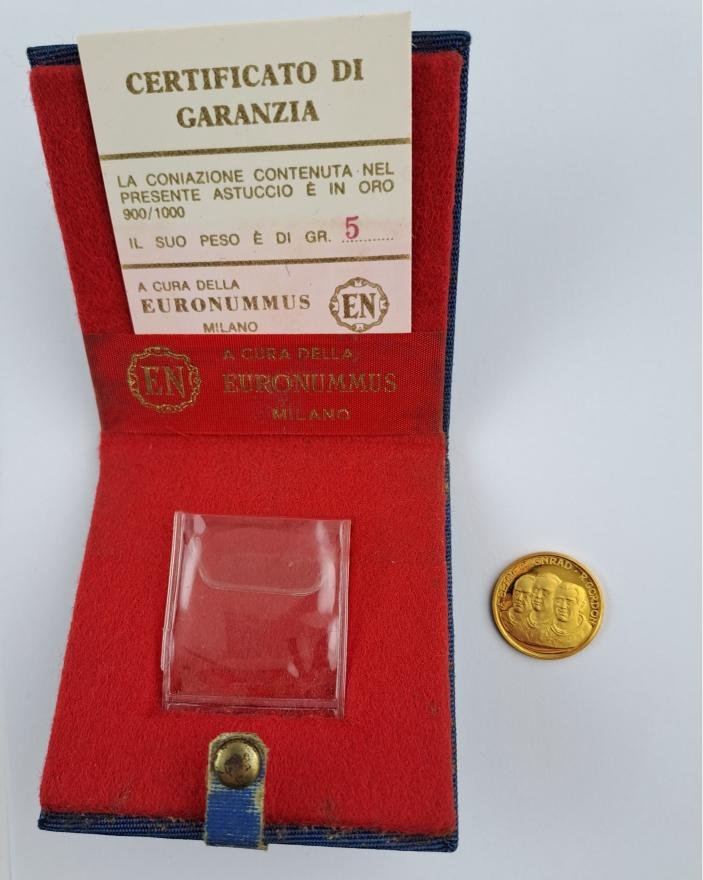 CERTIFICATO DI
GARANZIA
LA CONIAZIONE CONTENUTA NEL
PRESENTE ASTUCCIO È IN ORO
900/1000
IL SUO PESO È DI GR. 5
A CURA DELLA
EURONUMMUS
MILANO
EN
EN
A CURA DELLA
EURONUMMUS
MILANO
R. GORDON